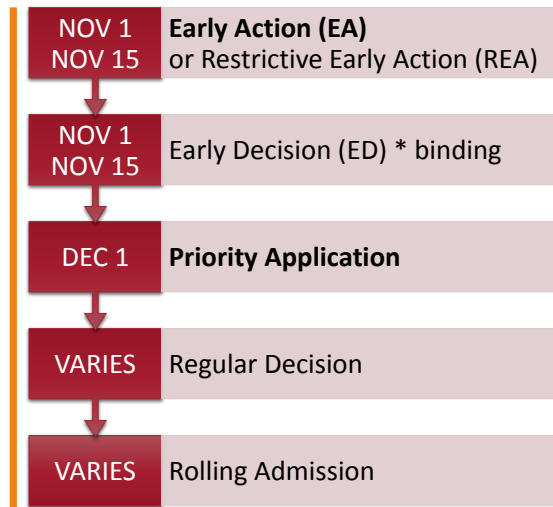 NOV 1
NOV 15
Early Action (EA)
or Restrictive Early Action (REA)
NOV 1
NOV 15
Early Decision (ED) * binding
DEC 1
Priority Application
VARIES
Regular Decision
VARIES
Rolling Admission